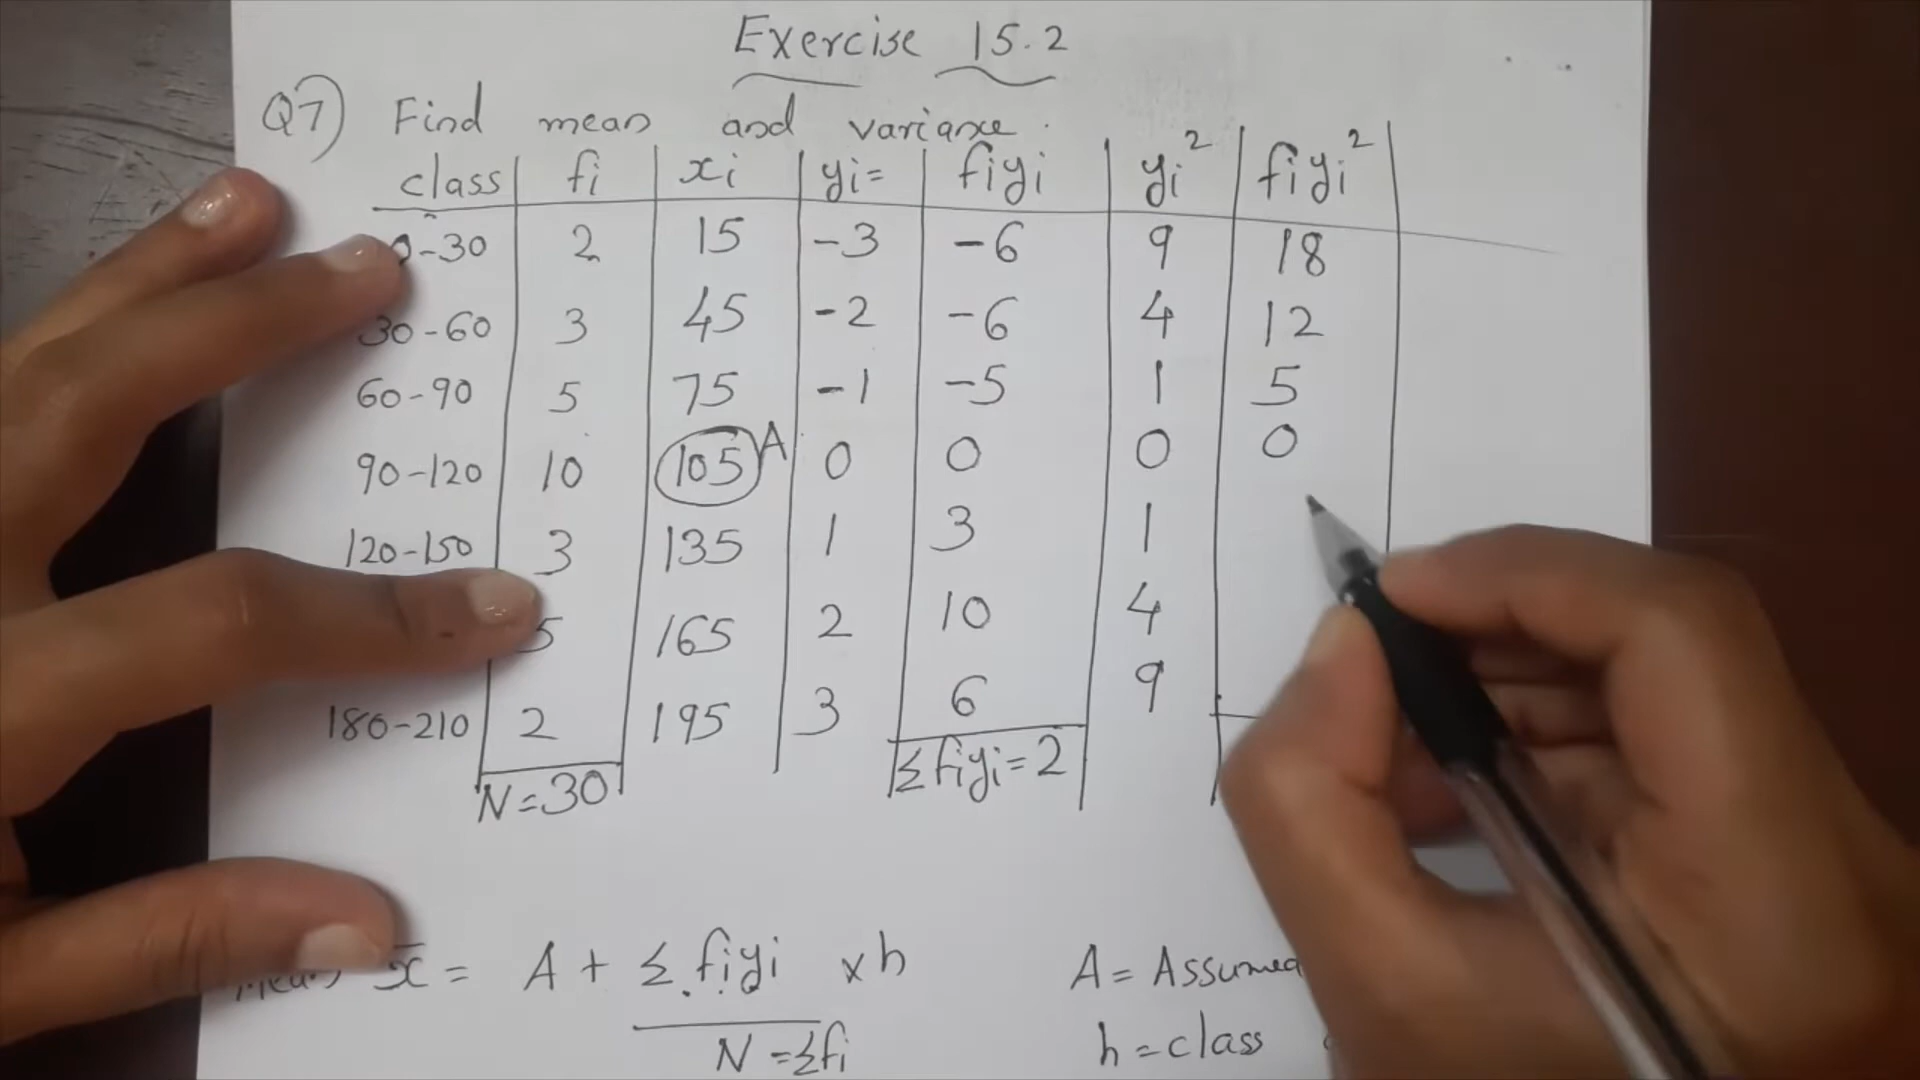 Exercise 15.2
Q7) Find mean and variance.
class fi xi yi= fiyi yi² fiyi²
0-30 2 15 -3 -6 9 18
30-60 3 45 -2 -6 4 12
60-90 5 75 -1 -5 1 5
90-120 10 105 A 0 0 0 0
120-150 3 135 1 3 1
5 165 2 10 4
180-210 2 195 3 6 9
N=30 Σfiyi=2
Mean x̄ = A + Σfiyi × h
N=Σfi
A = Assumed
h = class